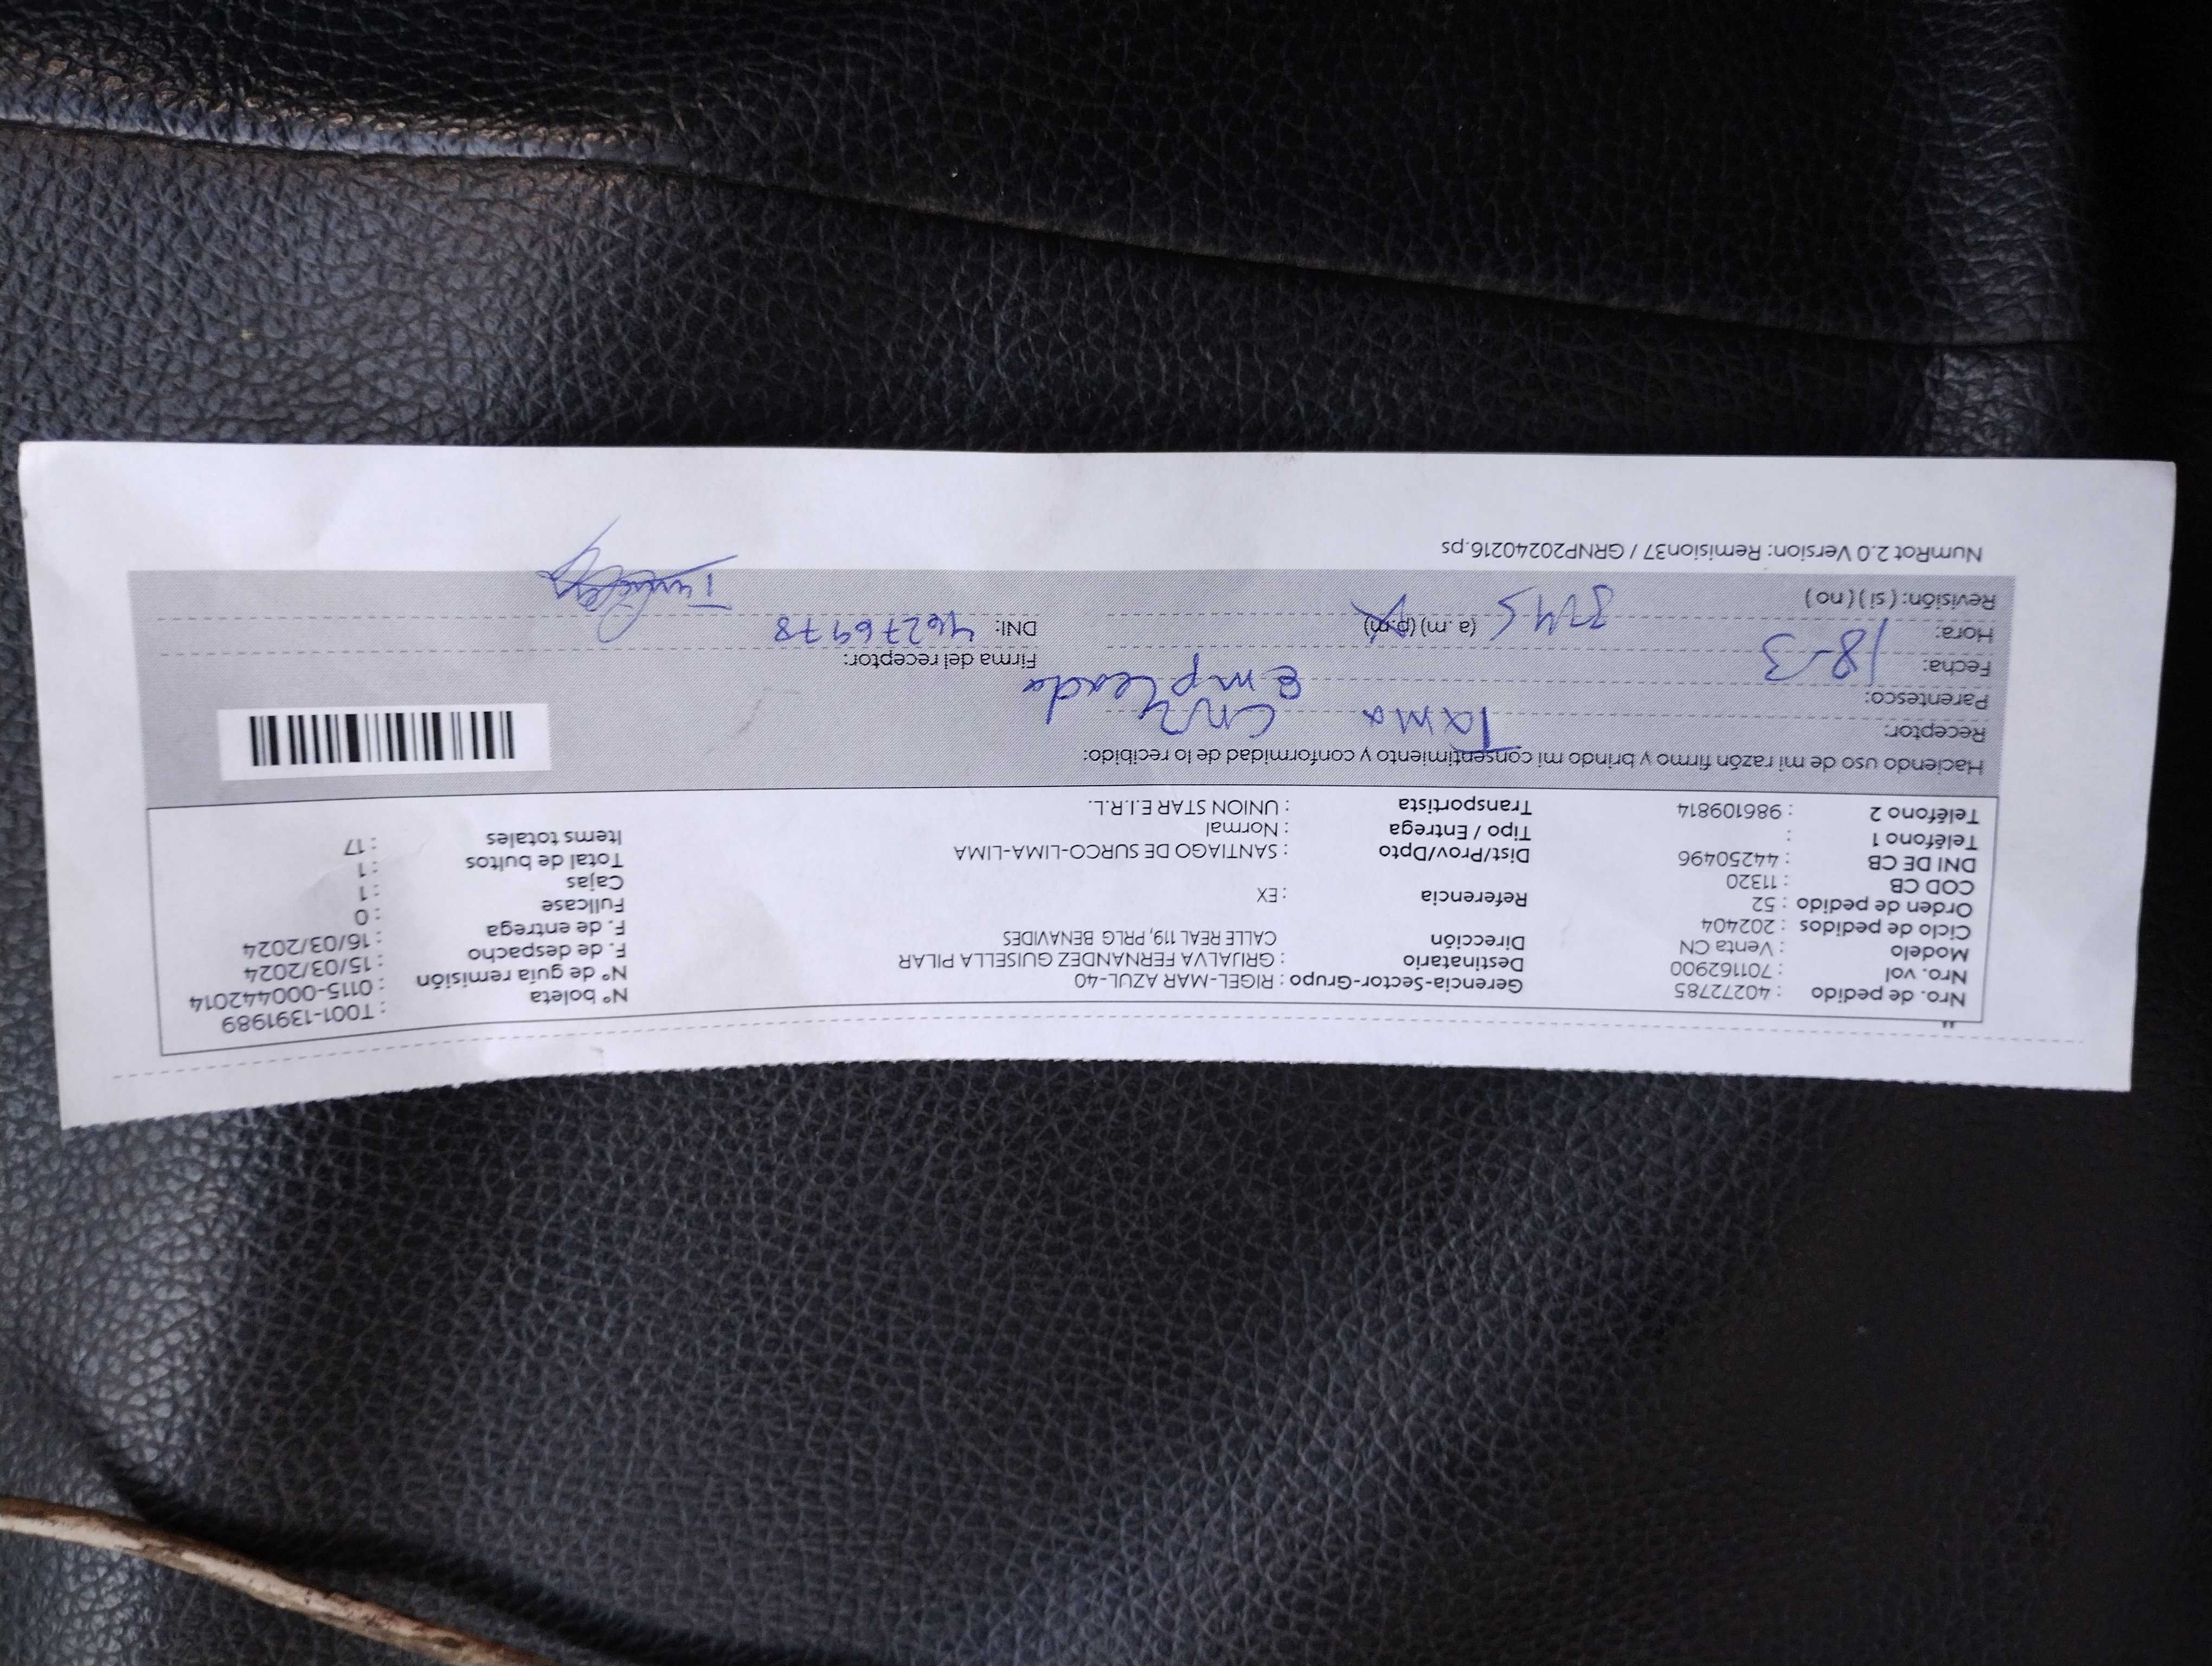 Nro. de pedido : 40272785 Gerencia-Sector-Grupo : RIGEL-MAR AZUL-40 N° boleta : T001-1391989
Nro. vol : 701162900 Destinatario : GRIJALVA FERNANDEZ GUISELLA PILAR N° de guía remisión : 0115-000442014
Modelo : Venta CN Dirección CALLE REAL 119, PRLG BENAVIDES F. de despacho : 15/03/2024
Ciclo de pedidos : 202404 F. de entrega : 16/03/2024
Orden de pedido : 52 Referencia : EX Fullcase : 0
COD CB : 11320 Cajas : 1
DNI DE CB : 44250496 Dist/Prov/Dpto : SANTIAGO DE SURCO-LIMA-LIMA Total de bultos : 1
Teléfono 1 : Tipo / Entrega : Normal Items totales : 17
Teléfono 2 : 986109814 Transportista : UNION STAR E.I.R.L.
Haciendo uso de mi razón firmo y brindo mi consentimiento y conformidad de lo recibido:
Receptor:
Parentesco: Empleada
Fecha: 18-3 Firma del receptor:
Hora: (a. m) (p.m) DNI: 46276978
Revisión: ( si ) ( no )
NumRot 2.0 Version: Remision37 / GRNP20240216.ps